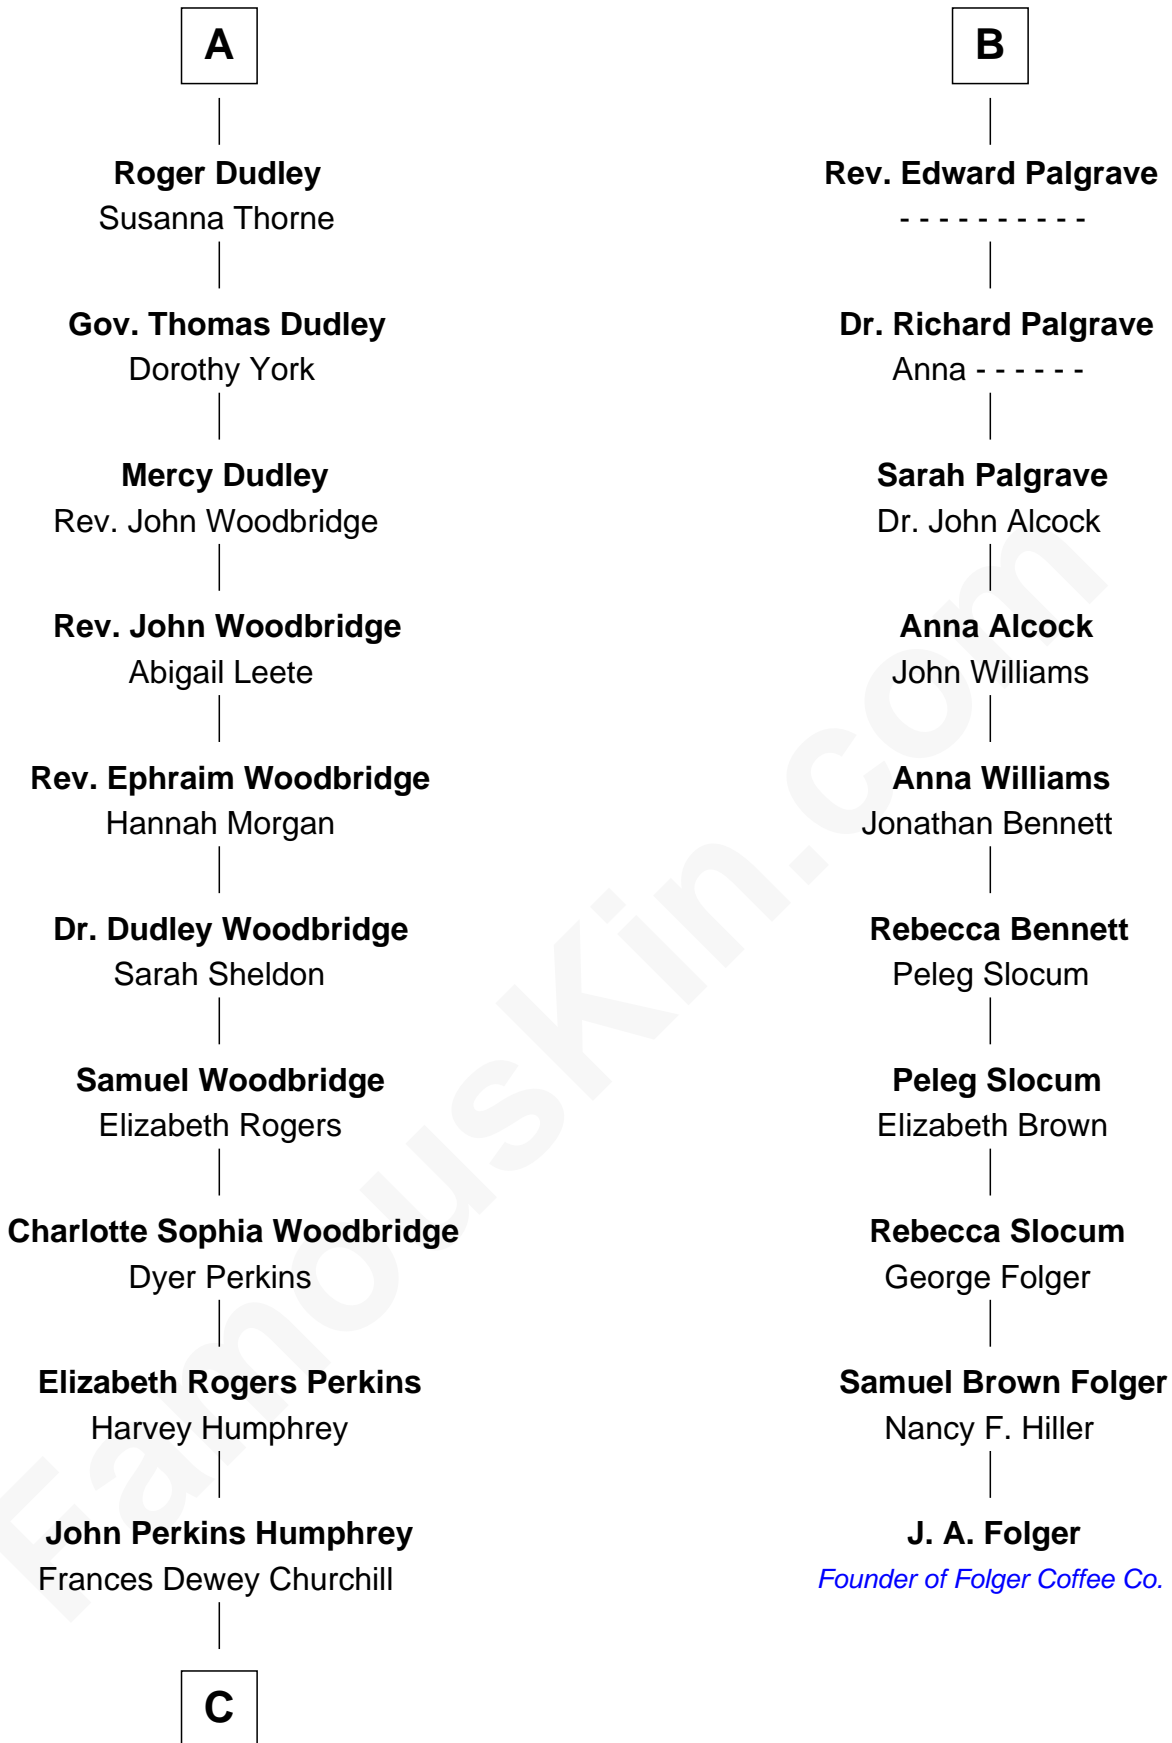 A
Roger Dudley
Susanna Thorne
Gov. Thomas Dudley
Dorothy York
Mercy Dudley
Rev. John Woodbridge
Rev. John Woodbridge
Abigail Leete
Rev. Ephraim Woodbridge
Hannah Morgan
Dr. Dudley Woodbridge
Sarah Sheldon
Samuel Woodbridge
Elizabeth Rogers
Charlotte Sophia Woodbridge
Dyer Perkins
Elizabeth Rogers Perkins
Harvey Humphrey
John Perkins Humphrey
Frances Dewey Churchill
C
B
Rev. Edward Palgrave
- - - - - - - - - -
Dr. Richard Palgrave
Anna - - - - - -
Sarah Palgrave
Dr. John Alcock
Anna Alcock
John Williams
Anna Williams
Jonathan Bennett
Rebecca Bennett
Peleg Slocum
Peleg Slocum
Elizabeth Brown
Rebecca Slocum
George Folger
Samuel Brown Folger
Nancy F. Hiller
J. A. Folger
Founder of Folger Coffee Co.
FamousKin.com